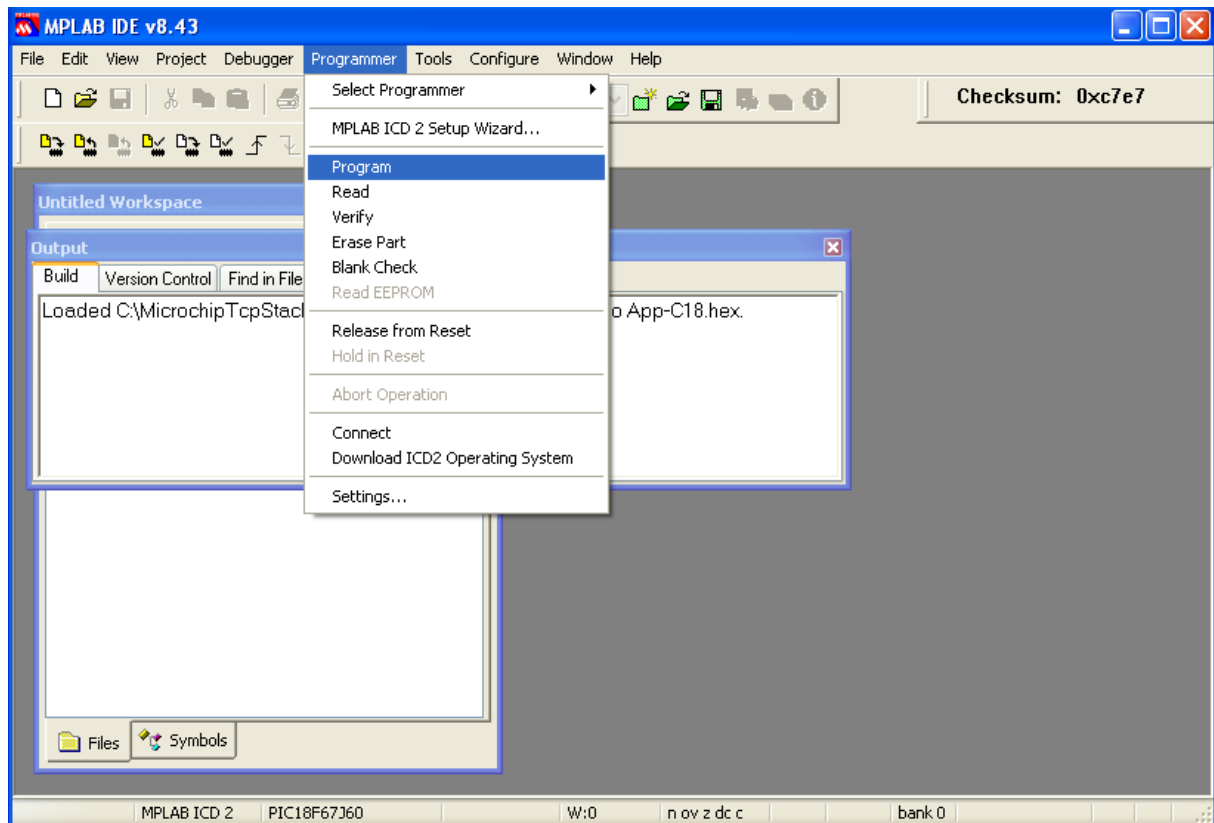 MPLAB IDE v8.43
File Edit View Project Debugger Programmer Tools Configure Window Help
Checksum: 0xc7e7
Select Programmer
MPLAB ICD 2 Setup Wizard...
Program
Read
Verify
Erase Part
Blank Check
Read EEPROM
Release from Reset
Hold in Reset
Abort Operation
Connect
Download ICD2 Operating System
Settings...
Untitled Workspace
Output
Build Version Control Find in File
Loaded C:\MicrochipTcpStack o App-C18.hex.
Files Symbols
MPLAB ICD 2 PIC18F67J60 W:0 n ov z dc c bank 0